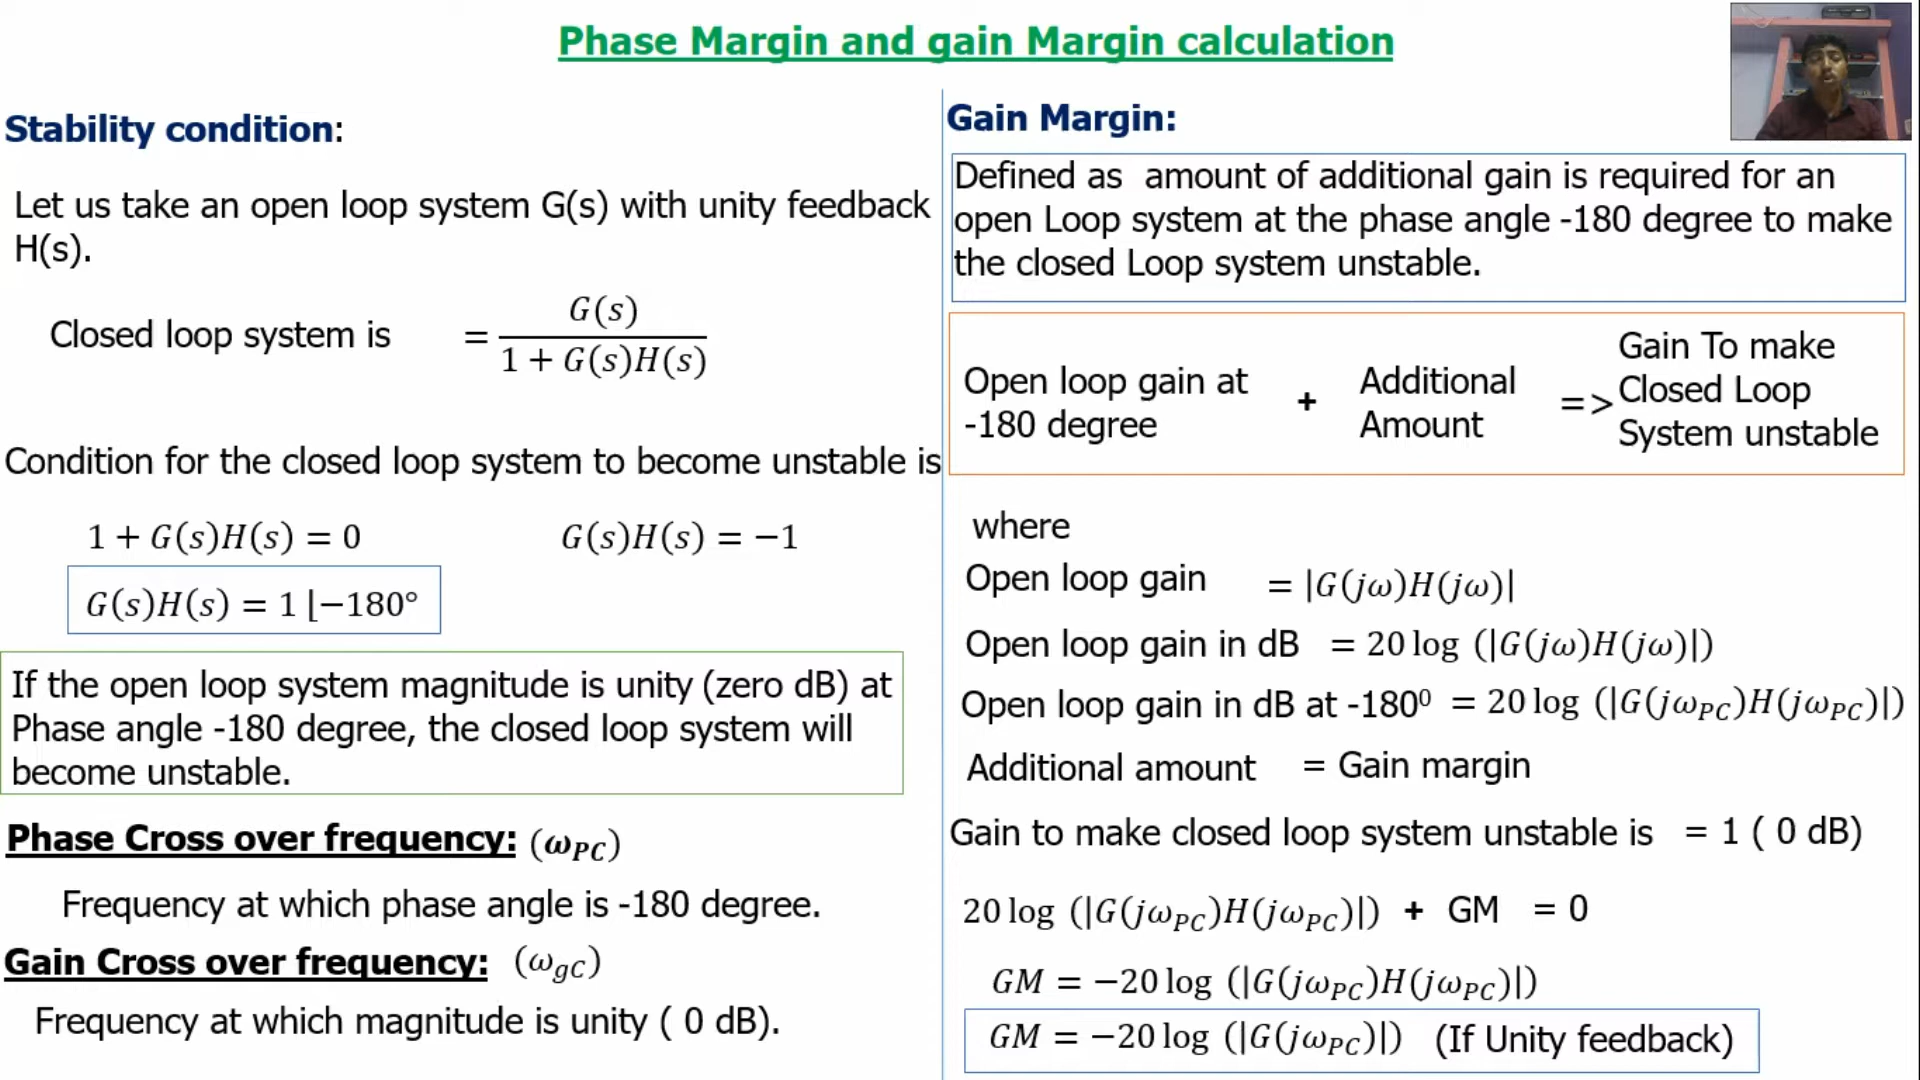 Phase Margin and gain Margin calculation
Stability condition:
Let us take an open loop system G(s) with unity feedback
H(s).
Closed loop system is = G(s) / 1 + G(s)H(s)
Condition for the closed loop system to become unstable is
1 + G(s)H(s) = 0 G(s)H(s) = −1
G(s)H(s) = 1 ⌊−180°
If the open loop system magnitude is unity (zero dB) at
Phase angle -180 degree, the closed loop system will
become unstable.
Phase Cross over frequency: (ω_PC)
Frequency at which phase angle is -180 degree.
Gain Cross over frequency: (ω_gC)
Frequency at which magnitude is unity ( 0 dB).
Gain Margin:
Defined as amount of additional gain is required for an
open Loop system at the phase angle -180 degree to make
the closed Loop system unstable.
Open loop gain at
-180 degree
+
Additional
Amount
=>
Gain To make
Closed Loop
System unstable
where
Open loop gain = |G(jω)H(jω)|
Open loop gain in dB = 20 log (|G(jω)H(jω)|)
Open loop gain in dB at -180⁰ = 20 log (|G(jω_PC)H(jω_PC)|)
Additional amount = Gain margin
Gain to make closed loop system unstable is = 1 ( 0 dB)
20 log (|G(jω_PC)H(jω_PC)|) + GM = 0
GM = −20 log (|G(jω_PC)H(jω_PC)|)
GM = −20 log (|G(jω_PC)|) (If Unity feedback)